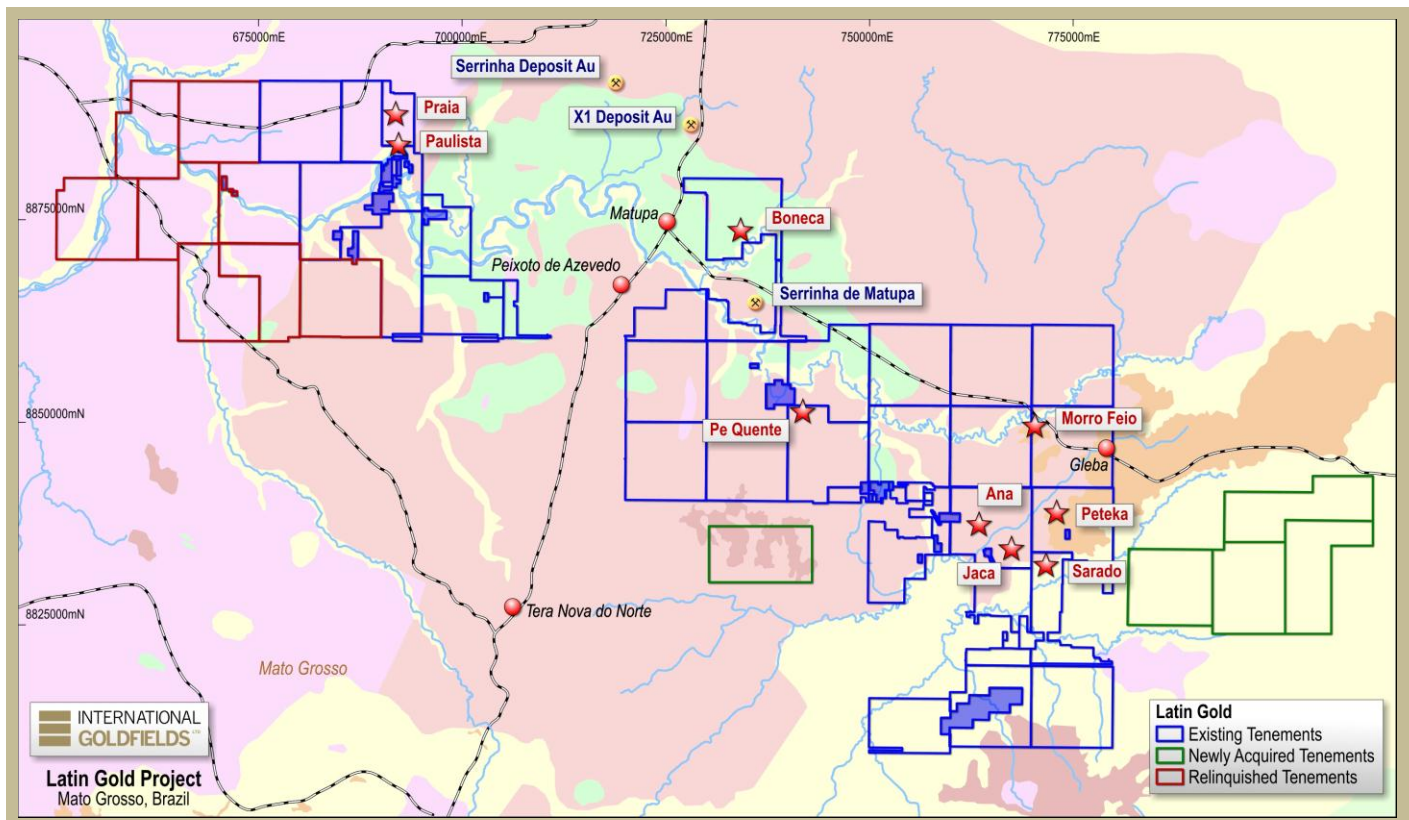 675000mE
700000mE
725000mE
750000mE
775000mE
Serrinha Deposit Au
X1 Deposit Au
Praia
Paulista
8875000mN
Matupa
Boneca
Peixoto de Azevedo
Serrinha de Matupa
8850000mN
Pe Quente
Morro Feio
Gleba
Ana
Peteka
Jaca
Sarado
8825000mN
Tera Nova do Norte
Mato Grosso
INTERNATIONAL
GOLDFIELDS LTD
Latin Gold Project
Mato Grosso, Brazil
Latin Gold
Existing Tenements
Newly Acquired Tenements
Relinquished Tenements